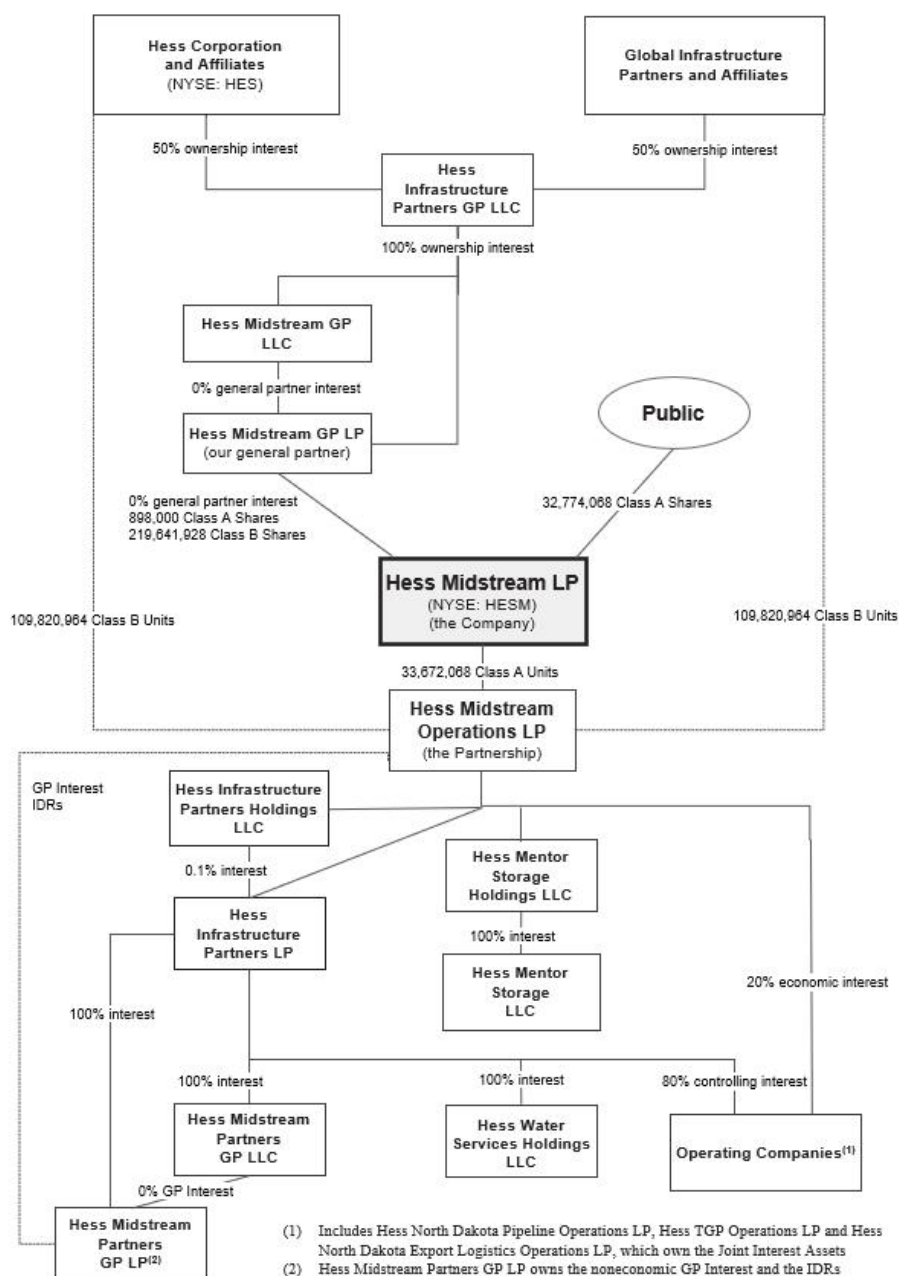 Hess Corporation
and Affiliates
(NYSE: HES)
Global Infrastructure
Partners and Affiliates
50% ownership interest
50% ownership interest
Hess
Infrastructure
Partners GP LLC
100% ownership interest
Hess Midstream GP
LLC
0% general partner interest
Hess Midstream GP LP
(our general partner)
Public
0% general partner interest
898,000 Class A Shares
219,641,928 Class B Shares
32,774,068 Class A Shares
Hess Midstream LP
(NYSE: HESM)
(the Company)
109,820,964 Class B Units
109,820,964 Class B Units
33,672,068 Class A Units
Hess Midstream
Operations LP
(the Partnership)
GP Interest
IDRs
Hess Infrastructure
Partners Holdings
LLC
0.1% interest
Hess Mentor
Storage
Holdings LLC
Hess
Infrastructure
Partners LP
100% interest
Hess Mentor
Storage
LLC
20% economic interest
100% interest
100% interest
100% interest
80% controlling interest
Hess Midstream
Partners
GP LLC
Hess Water
Services Holdings
LLC
Operating Companies(1)
0% GP Interest
Hess Midstream
Partners
GP LP(2)
(1) Includes Hess North Dakota Pipeline Operations LP, Hess TGP Operations LP and Hess
North Dakota Export Logistics Operations LP, which own the Joint Interest Assets
(2) Hess Midstream Partners GP LP owns the noneconomic GP Interest and the IDRs